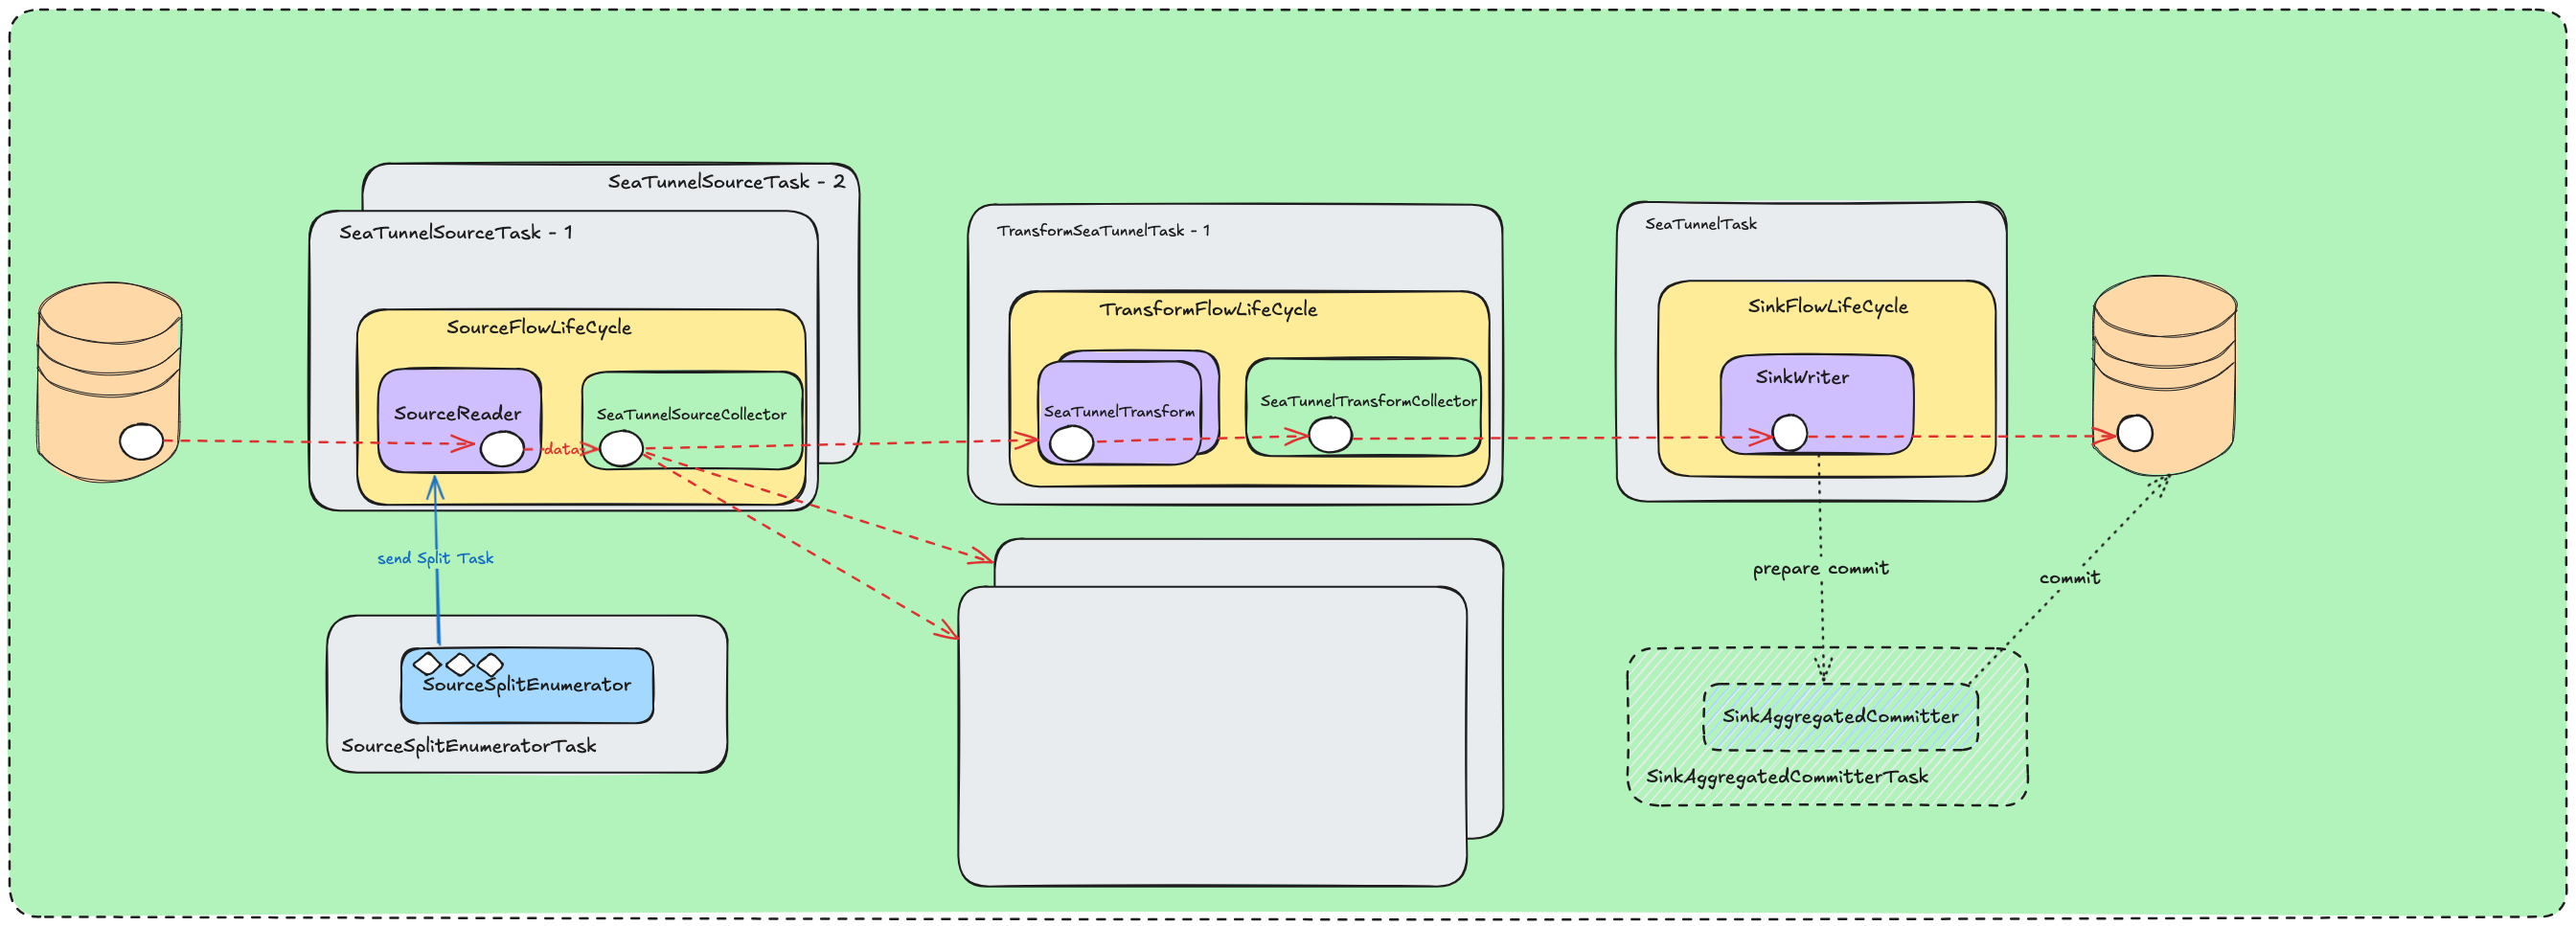 SeaTunnelSourceTask - 2
SeaTunnelSourceTask - 1
SourceFlowLifeCycle
SourceReader
SeaTunnelSourceCollector
data
send Split Task
SourceSplitEnumerator
SourceSplitEnumeratorTask
TransformSeaTunnelTask - 1
TransformFlowLifeCycle
SeaTunnelTransform
SeaTunnelTransformCollector
SeaTunnelTask
SinkFlowLifeCycle
SinkWriter
prepare commit
commit
SinkAggregatedCommitter
SinkAggregatedCommitterTask